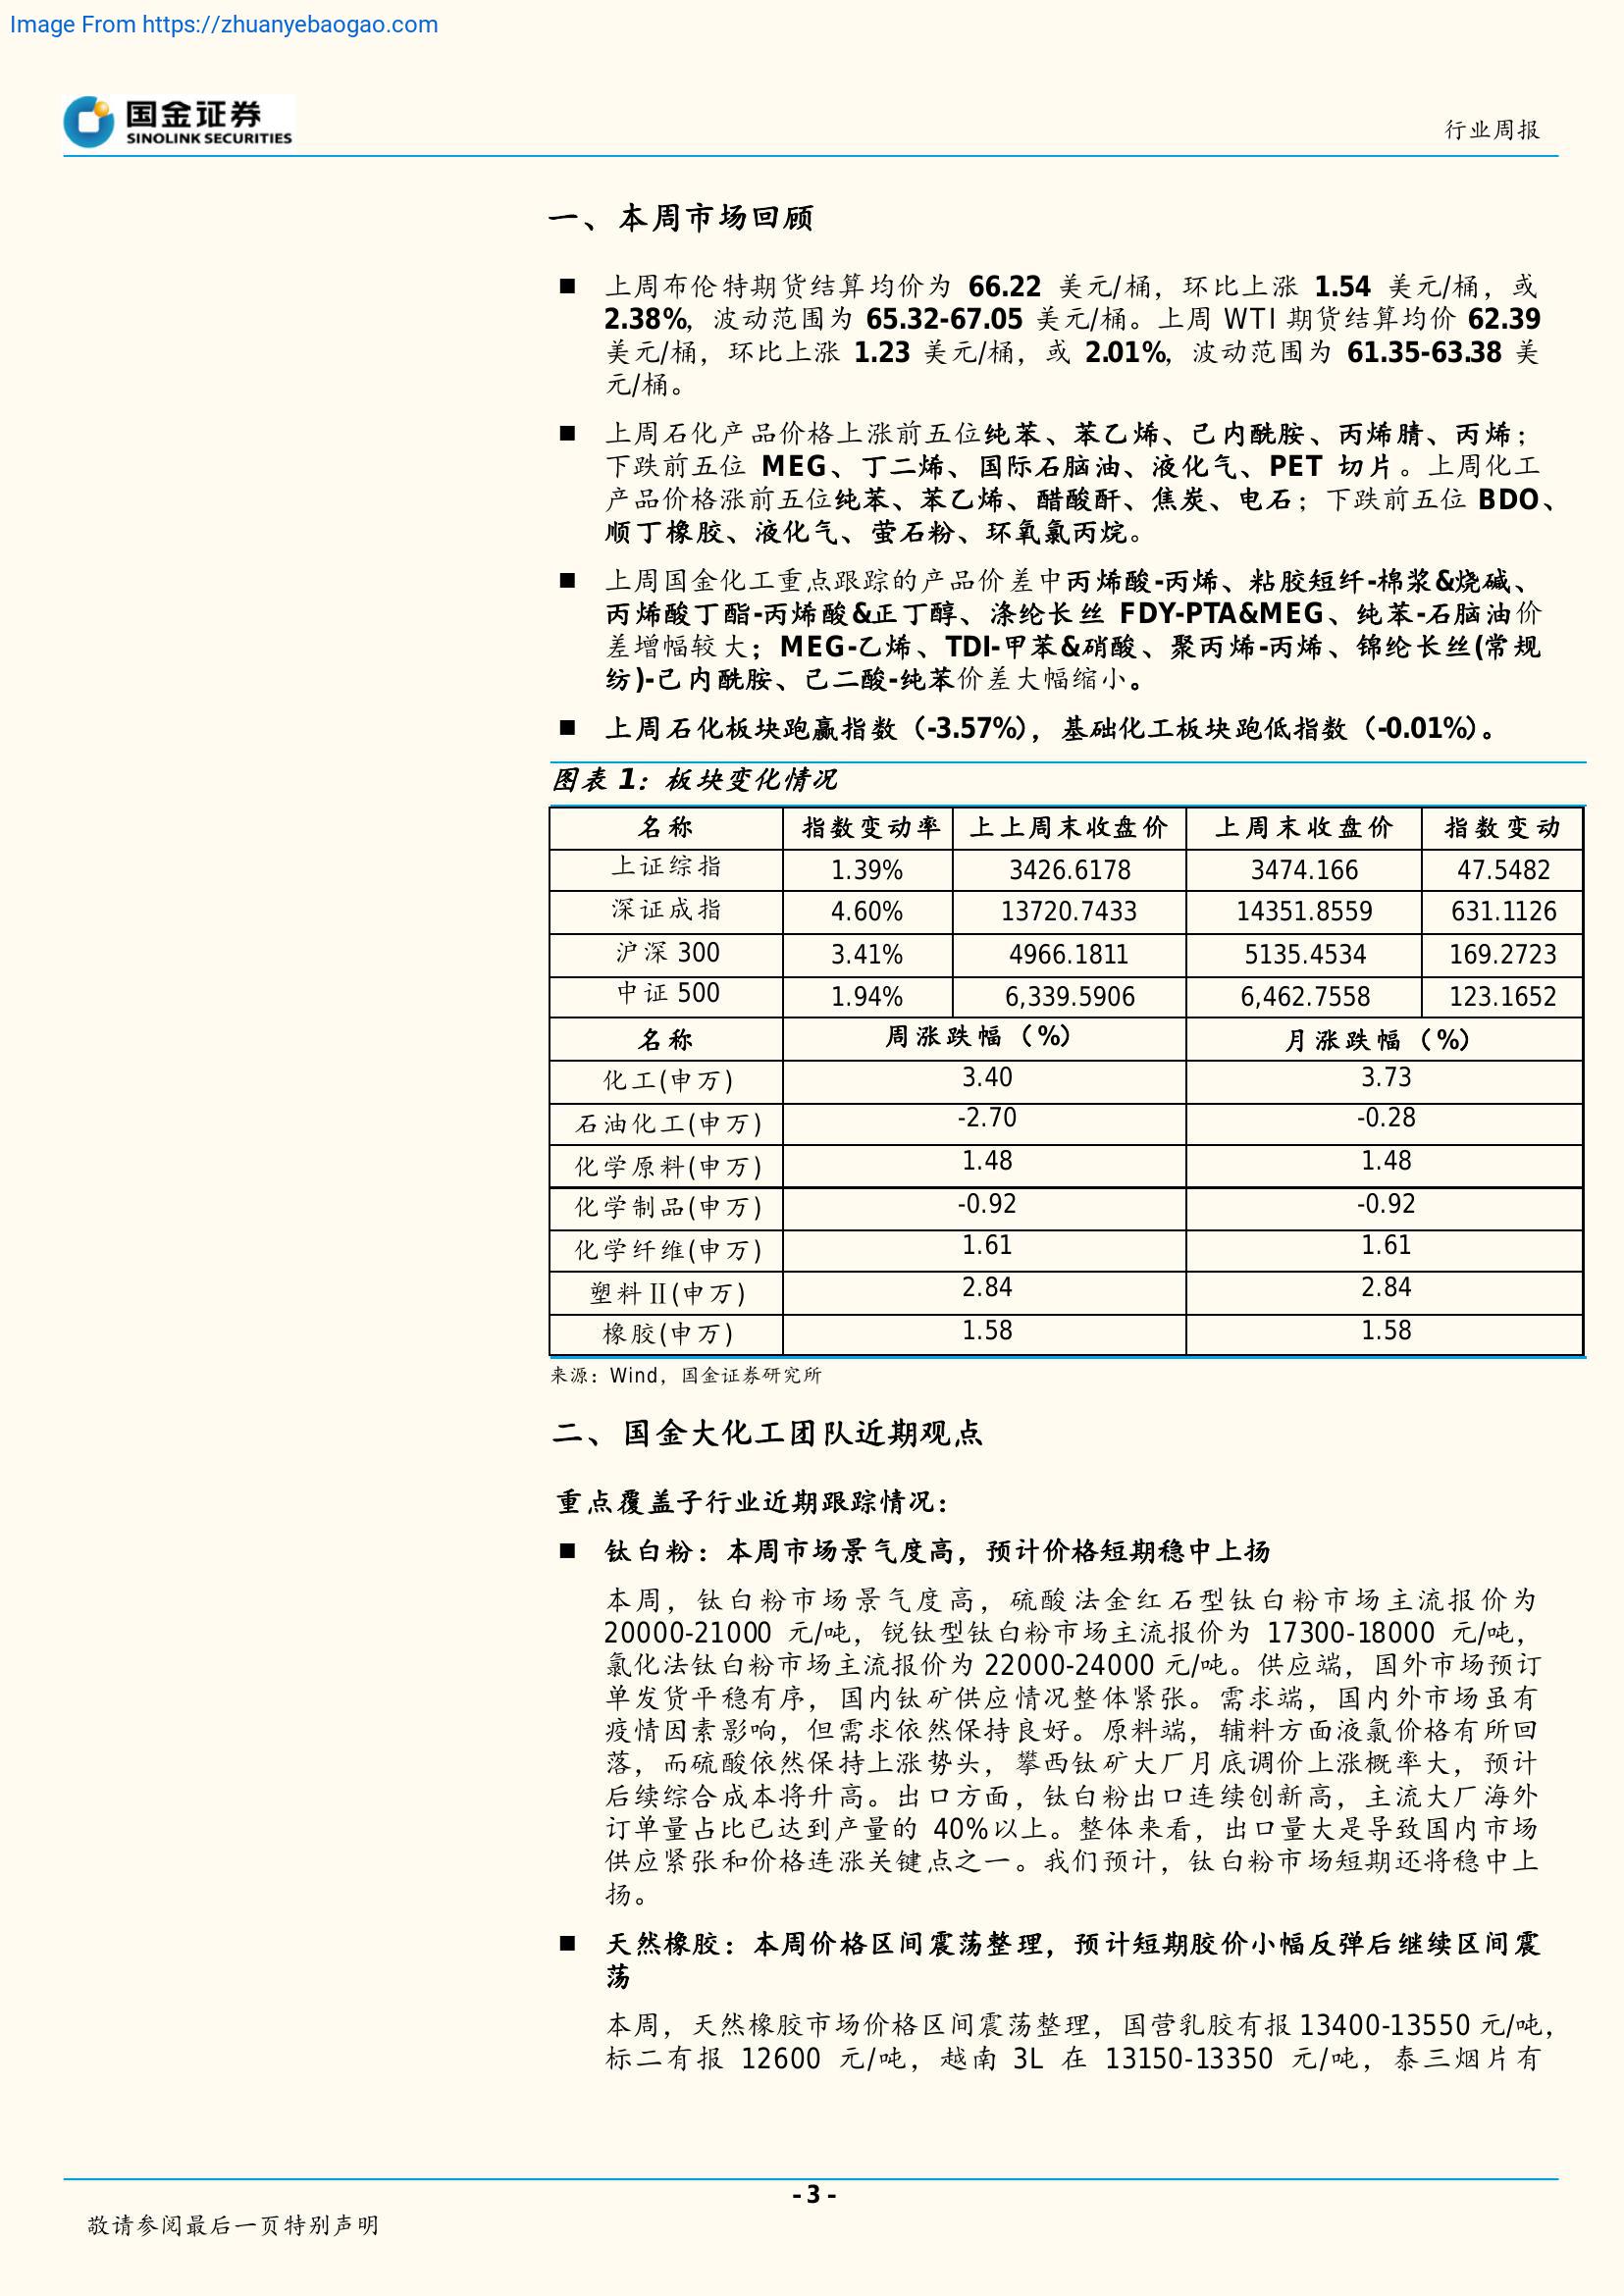 Image From https://zhuanyebaogao.com
国金证券
SINOLINK SECURITIES
行业周报
一、本周市场回顾
■ 上周布伦特期货结算均价为 66.22 美元/桶，环比上涨 1.54 美元/桶，或
2.38%，波动范围为 65.32-67.05 美元/桶。上周 WTI 期货结算均价 62.39
美元/桶，环比上涨 1.23 美元/桶，或 2.01%，波动范围为 61.35-63.38 美
元/桶。
■ 上周石化产品价格上涨前五位纯苯、苯乙烯、己内酰胺、丙烯腈、丙烯；
下跌前五位 MEG、丁二烯、国际石脑油、液化气、PET 切片。上周化工
产品价格涨前五位纯苯、苯乙烯、醋酸酐、焦炭、电石；下跌前五位 BDO、
顺丁橡胶、液化气、萤石粉、环氧氯丙烷。
■ 上周国金化工重点跟踪的产品价差中丙烯酸-丙烯、粘胶短纤-棉浆&烧碱、
丙烯酸丁酯-丙烯酸&正丁醇、涤纶长丝 FDY-PTA&MEG、纯苯-石脑油价
差增幅较大；MEG-乙烯、TDI-甲苯&硝酸、聚丙烯-丙烯、锦纶长丝(常规
纺)-己内酰胺、己二酸-纯苯价差大幅缩小。
■ 上周石化板块跑赢指数（-3.57%），基础化工板块跑低指数（-0.01%）。
图表 1：板块变化情况
名称 指数变动率 上上周末收盘价 上周末收盘价 指数变动
上证综指 1.39% 3426.6178 3474.166 47.5482
深证成指 4.60% 13720.7433 14351.8559 631.1126
沪深 300 3.41% 4966.1811 5135.4534 169.2723
中证 500 1.94% 6,339.5906 6,462.7558 123.1652
名称 周涨跌幅（%） 月涨跌幅（%）
化工(申万) 3.40 3.73
石油化工(申万) -2.70 -0.28
化学原料(申万) 1.48 1.48
化学制品(申万) -0.92 -0.92
化学纤维(申万) 1.61 1.61
塑料Ⅱ(申万) 2.84 2.84
橡胶(申万) 1.58 1.58
来源：Wind，国金证券研究所
二、国金大化工团队近期观点
重点覆盖子行业近期跟踪情况：
■ 钛白粉：本周市场景气度高，预计价格短期稳中上扬
本周，钛白粉市场景气度高，硫酸法金红石型钛白粉市场主流报价为
20000-21000 元/吨，锐钛型钛白粉市场主流报价为 17300-18000 元/吨，
氯化法钛白粉市场主流报价为 22000-24000 元/吨。供应端，国外市场预订
单发货平稳有序，国内钛矿供应情况整体紧张。需求端，国内外市场虽有
疫情因素影响，但需求依然保持良好。原料端，辅料方面液氯价格有所回
落，而硫酸依然保持上涨势头，攀西钛矿大厂月底调价上涨概率大，预计
后续综合成本将升高。出口方面，钛白粉出口连续创新高，主流大厂海外
订单量占比已达到产量的 40%以上。整体来看，出口量大是导致国内市场
供应紧张和价格连涨关键点之一。我们预计，钛白粉市场短期还将稳中上
扬。
■ 天然橡胶：本周价格区间震荡整理，预计短期胶价小幅反弹后继续区间震
荡
本周，天然橡胶市场价格区间震荡整理，国营乳胶有报 13400-13550 元/吨，
标二有报 12600 元/吨，越南 3L 在 13150-13350 元/吨，泰三烟片有
- 3 -
敬请参阅最后一页特别声明